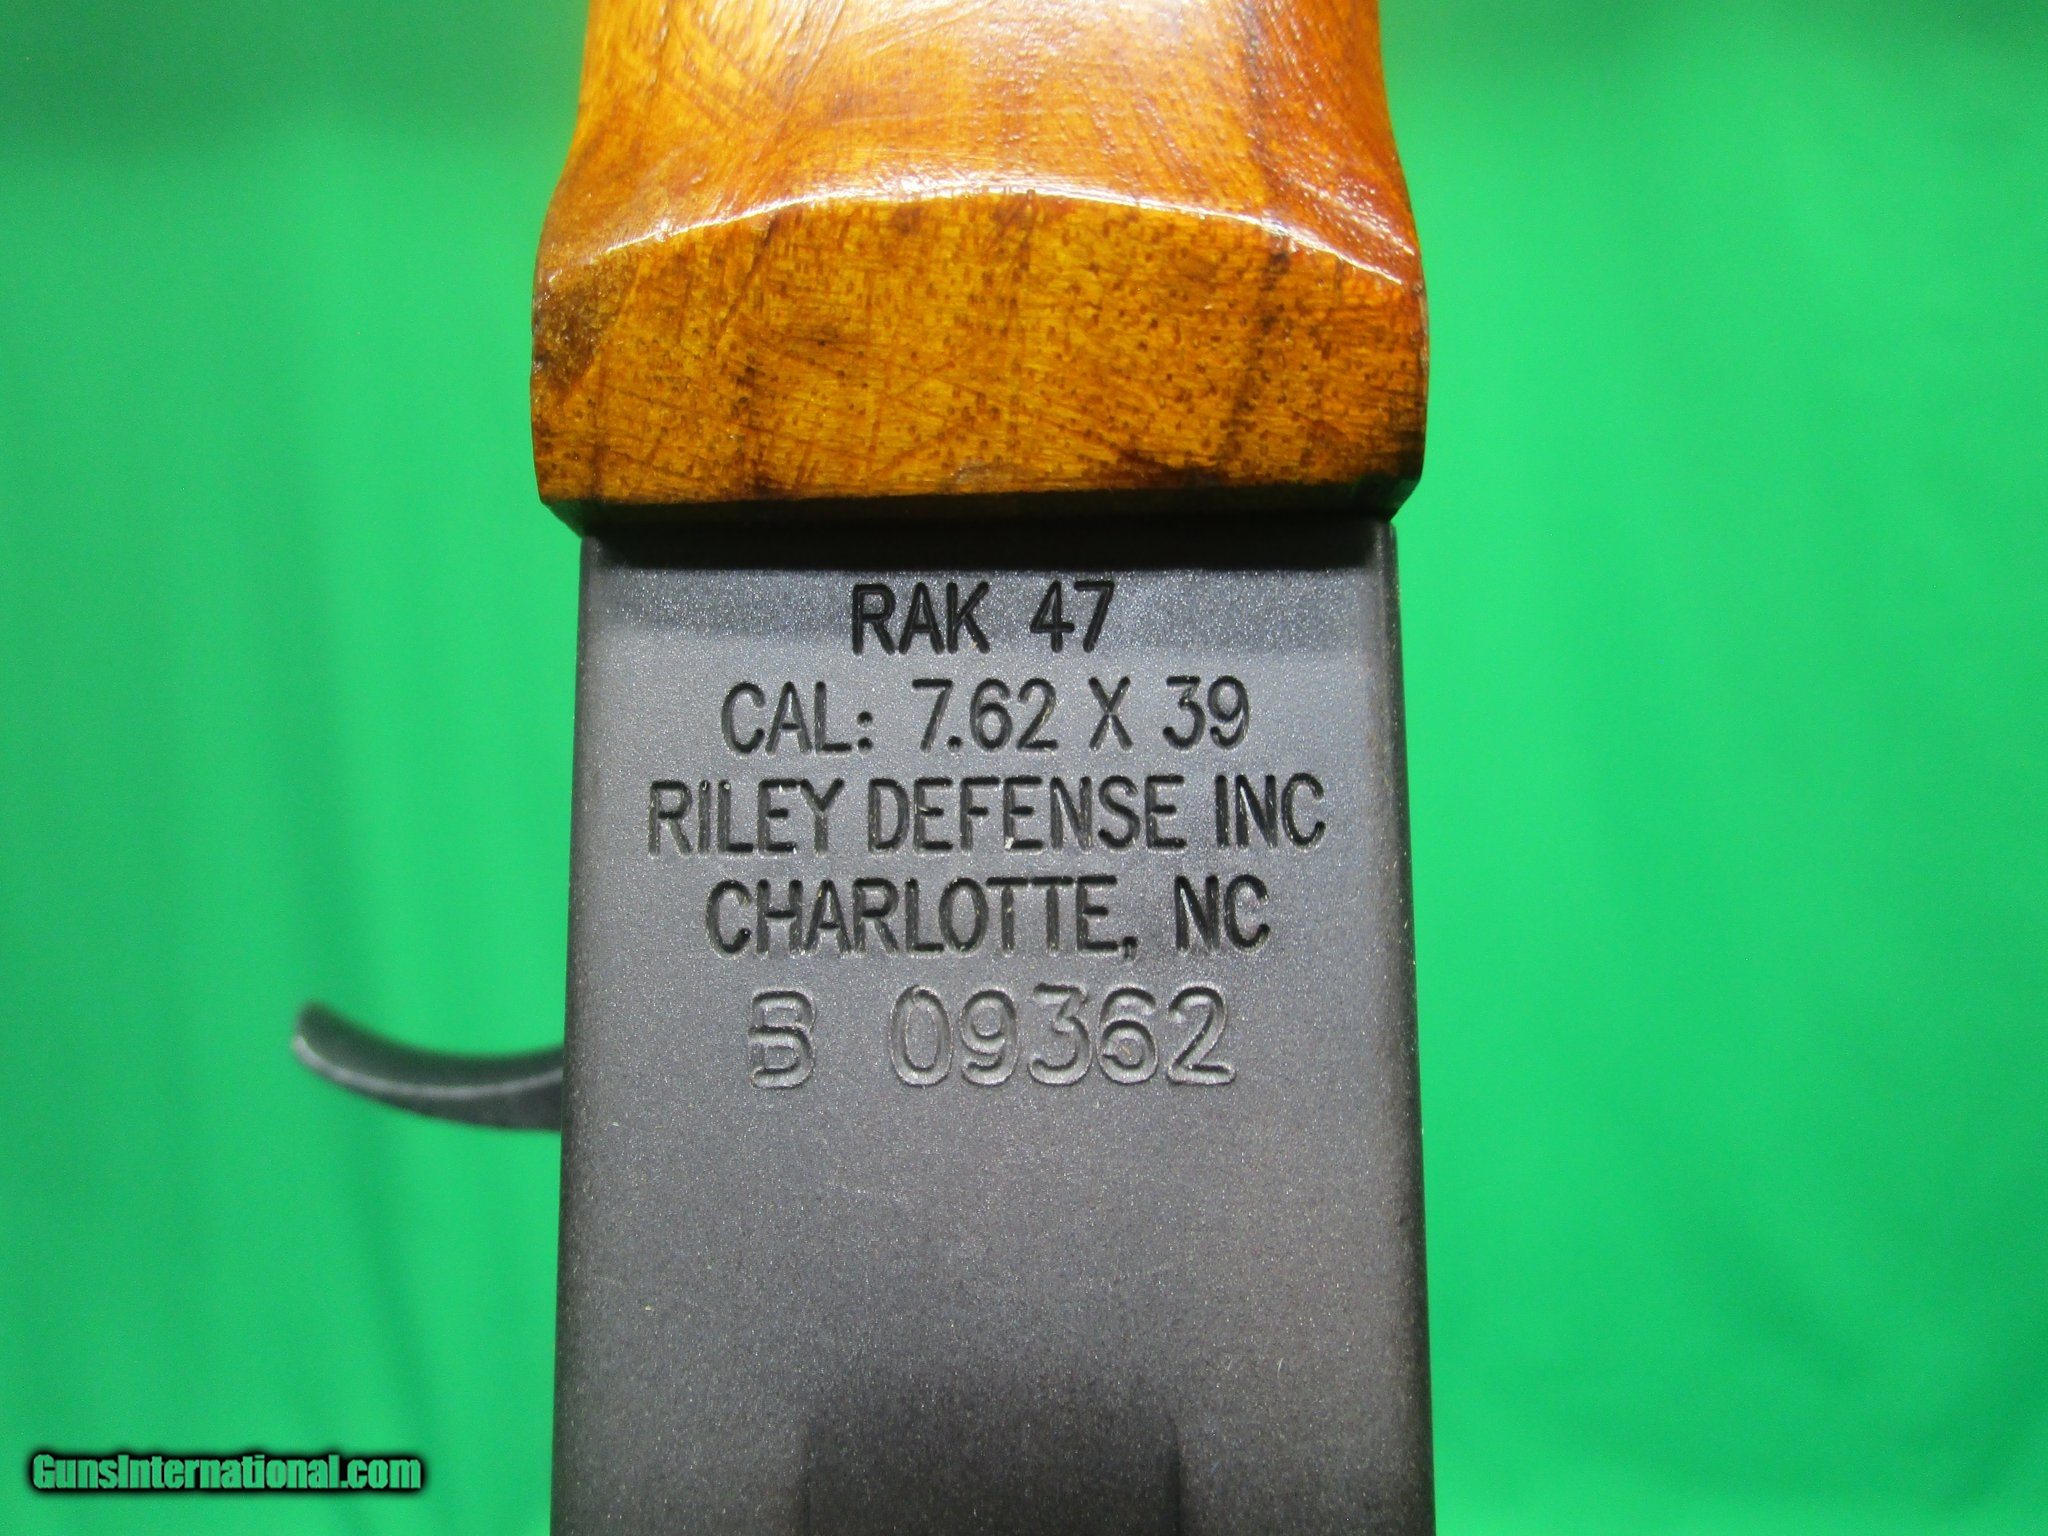 RAK 47
CAL: 7.62 X 39
RILEY DEFENSE INC
CHARLOTTE, NC
B 09362
GunsInternational.com